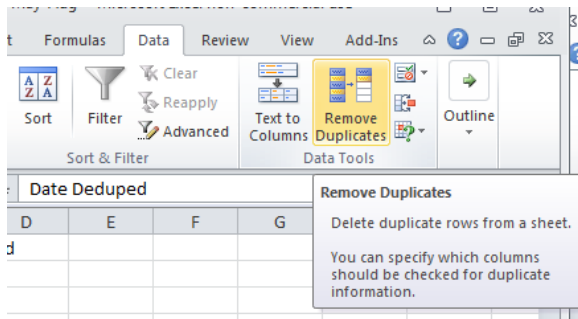 Formulas Data Review View Add-Ins
A Z
Z A
Sort
Filter
Clear
Reapply
Advanced
Text to
Columns
Remove
Duplicates
Outline
Sort & Filter
Data Tools
Date Deduped
D E F G
d
Remove Duplicates
Delete duplicate rows from a sheet.
You can specify which columns
should be checked for duplicate
information.